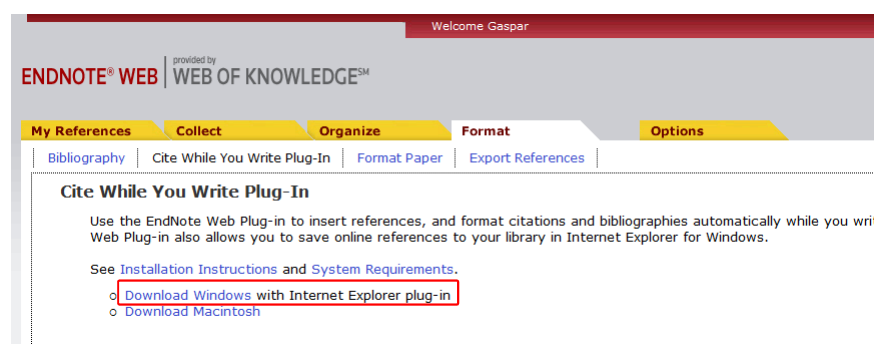 Welcome Gaspar
provided by
ENDNOTE® WEB WEB OF KNOWLEDGE℠
My References Collect Organize Format Options
Bibliography Cite While You Write Plug-In Format Paper Export References
Cite While You Write Plug-In
Use the EndNote Web Plug-in to insert references, and format citations and bibliographies automatically while you wri
Web Plug-in also allows you to save online references to your library in Internet Explorer for Windows.
See Installation Instructions and System Requirements.
o Download Windows with Internet Explorer plug-in
o Download Macintosh